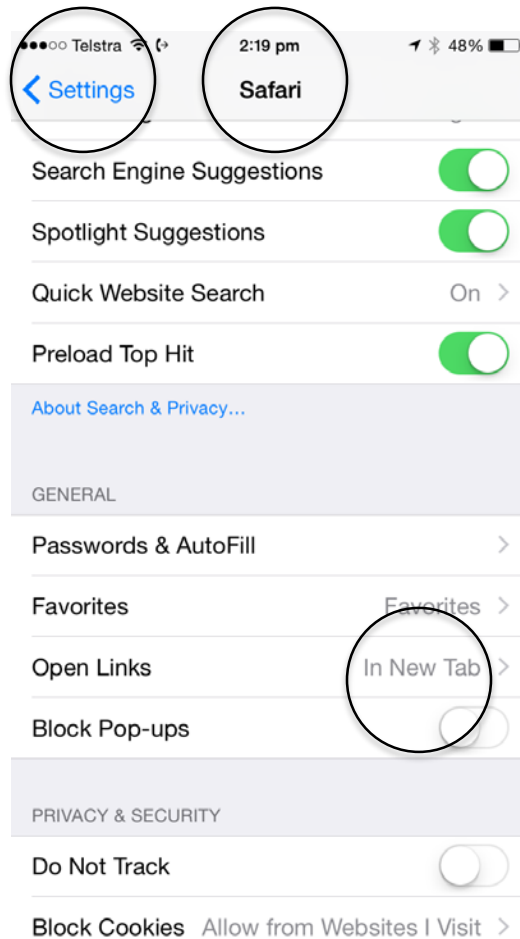 Telstra 2:19 pm 48%
Settings Safari
Search Engine Suggestions
Spotlight Suggestions
Quick Website Search On
Preload Top Hit
About Search & Privacy...
GENERAL
Passwords & AutoFill
Favorites Favorites
Open Links In New Tab
Block Pop-ups
PRIVACY & SECURITY
Do Not Track
Block Cookies Allow from Websites I Visit